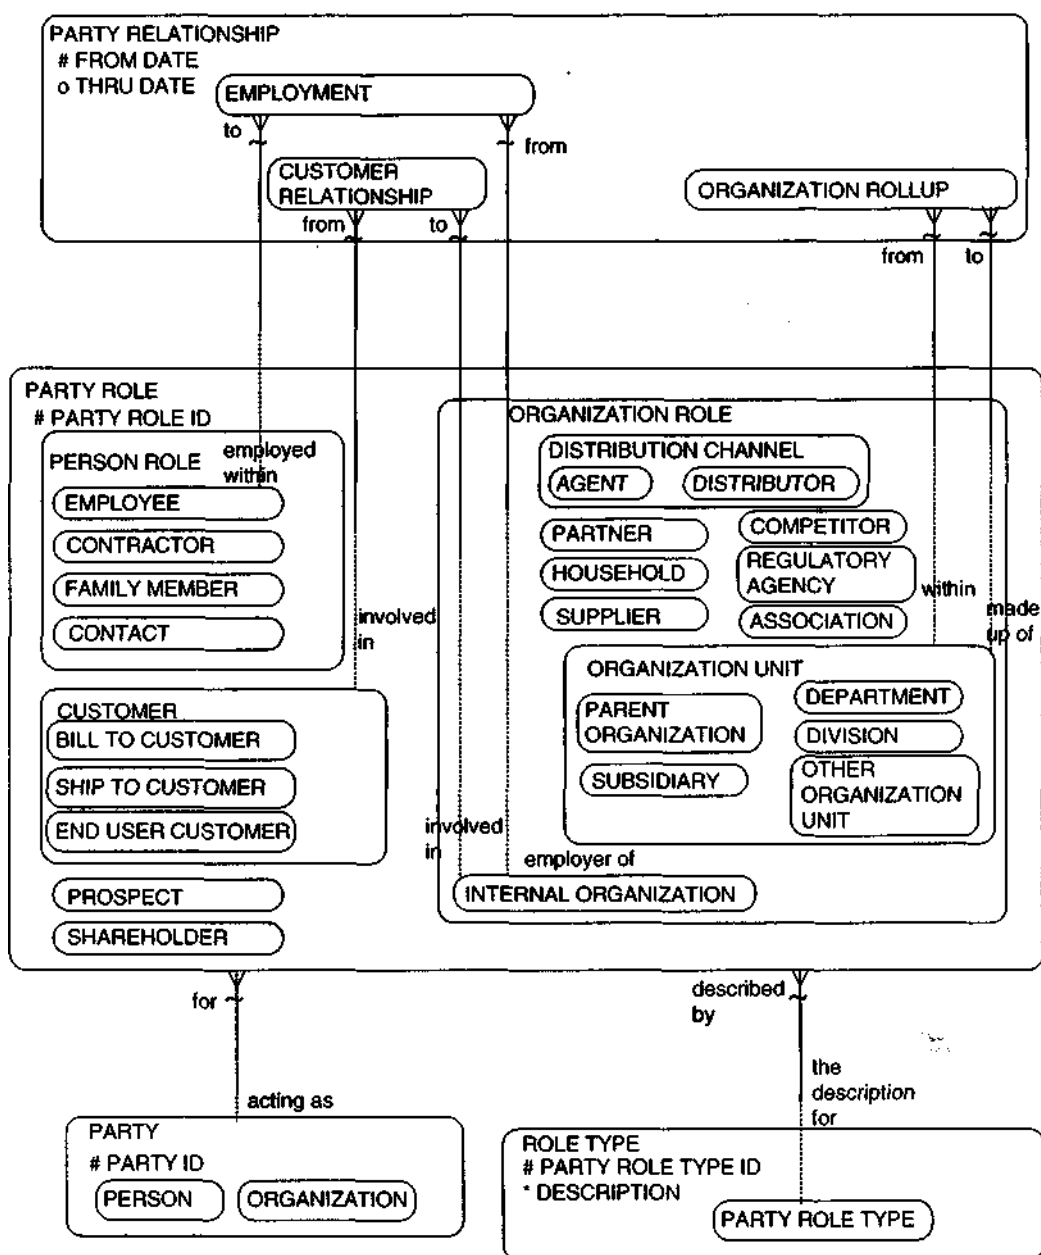 PARTY RELATIONSHIP
# FROM DATE
o THRU DATE
EMPLOYMENT
to
from
CUSTOMER
RELATIONSHIP
ORGANIZATION ROLLUP
from
to
from
to
PARTY ROLE
# PARTY ROLE ID
ORGANIZATION ROLE
PERSON ROLE
employed
within
EMPLOYEE
CONTRACTOR
FAMILY MEMBER
CONTACT
involved
in
DISTRIBUTION CHANNEL
AGENT
DISTRIBUTOR
PARTNER
COMPETITOR
HOUSEHOLD
REGULATORY
AGENCY
SUPPLIER
ASSOCIATION
within
made
up of
ORGANIZATION UNIT
PARENT
ORGANIZATION
DEPARTMENT
DIVISION
SUBSIDIARY
OTHER
ORGANIZATION
UNIT
CUSTOMER
BILL TO CUSTOMER
SHIP TO CUSTOMER
END USER CUSTOMER
involved
in
employer of
INTERNAL ORGANIZATION
PROSPECT
SHAREHOLDER
for
described
by
acting as
the
description
for
PARTY
# PARTY ID
PERSON
ORGANIZATION
ROLE TYPE
# PARTY ROLE TYPE ID
* DESCRIPTION
PARTY ROLE TYPE